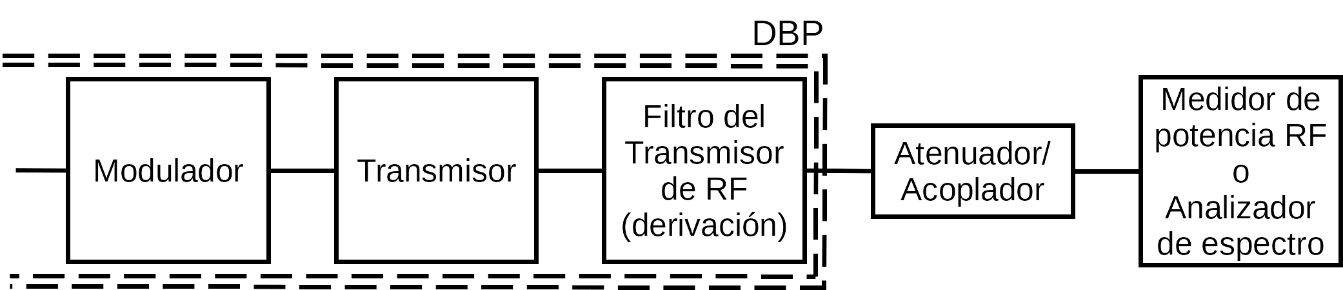 DBP
Modulador
Transmisor
Filtro del
Transmisor
de RF
(derivación)
Atenuador/
Acoplador
Medidor de
potencia RF
o
Analizador
de espectro